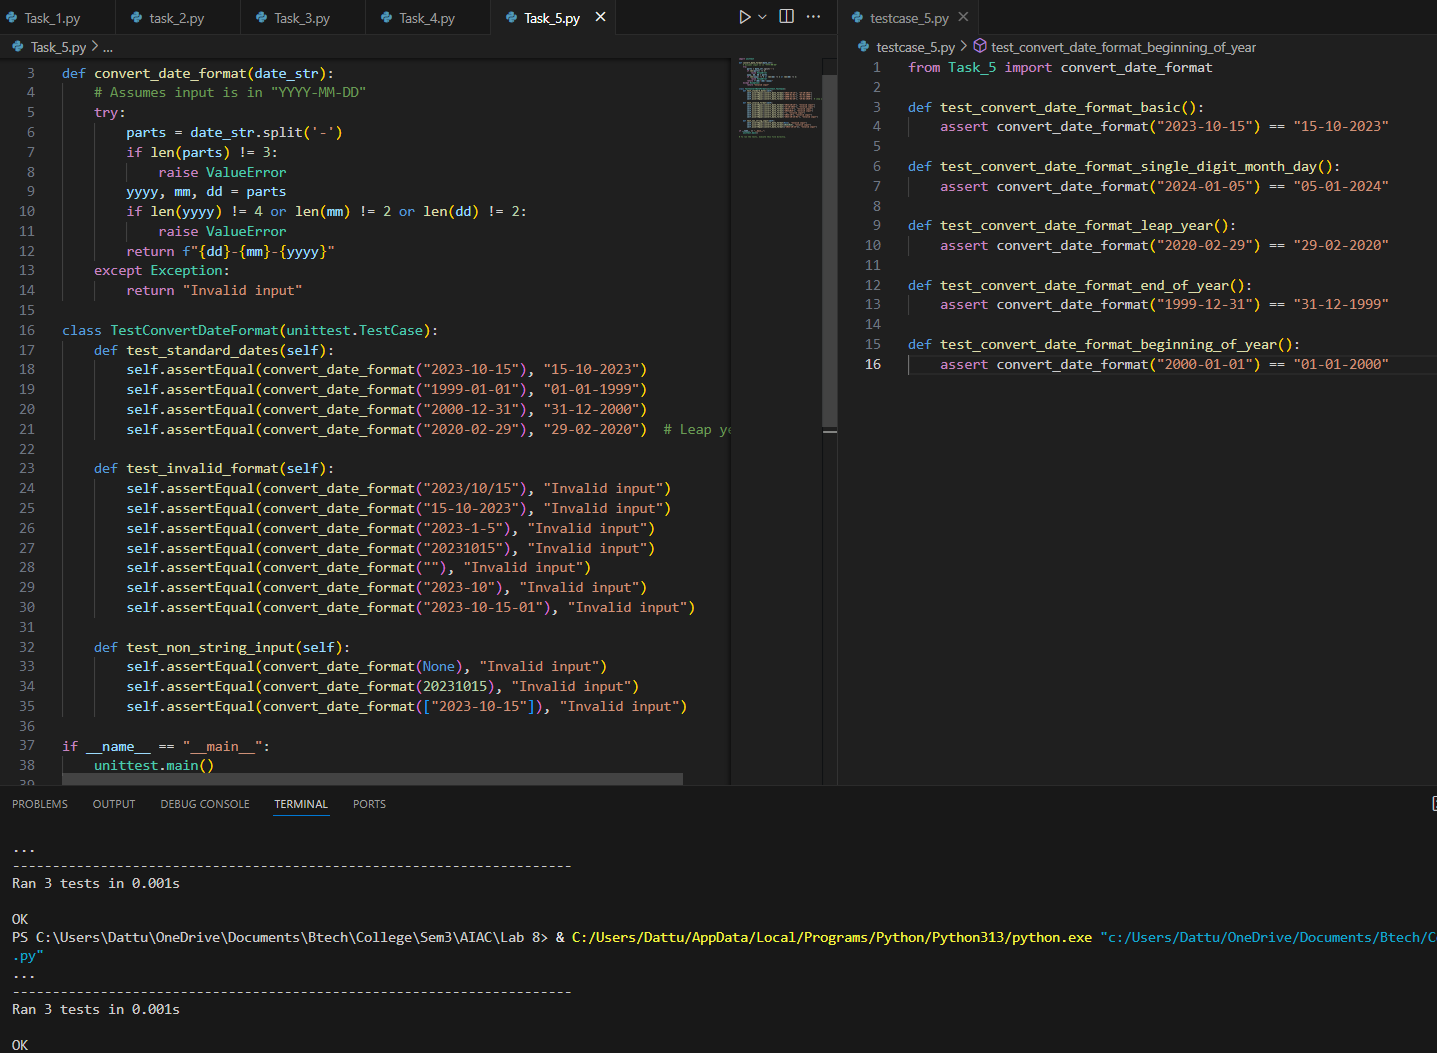 Task_1.py
task_2.py
Task_3.py
Task_4.py
Task_5.py
Task_5.py > ...
3 def convert_date_format(date_str):
4 # Assumes input is in "YYYY-MM-DD"
5 try:
6 parts = date_str.split('-')
7 if len(parts) != 3:
8 raise ValueError
9 yyyy, mm, dd = parts
10 if len(yyyy) != 4 or len(mm) != 2 or len(dd) != 2:
11 raise ValueError
12 return f"{dd}-{mm}-{yyyy}"
13 except Exception:
14 return "Invalid input"
15
16 class TestConvertDateFormat(unittest.TestCase):
17 def test_standard_dates(self):
18 self.assertEqual(convert_date_format("2023-10-15"), "15-10-2023")
19 self.assertEqual(convert_date_format("1999-01-01"), "01-01-1999")
20 self.assertEqual(convert_date_format("2000-12-31"), "31-12-2000")
21 self.assertEqual(convert_date_format("2020-02-29"), "29-02-2020") # Leap ye
22
23 def test_invalid_format(self):
24 self.assertEqual(convert_date_format("2023/10/15"), "Invalid input")
25 self.assertEqual(convert_date_format("15-10-2023"), "Invalid input")
26 self.assertEqual(convert_date_format("2023-1-5"), "Invalid input")
27 self.assertEqual(convert_date_format("20231015"), "Invalid input")
28 self.assertEqual(convert_date_format(""), "Invalid input")
29 self.assertEqual(convert_date_format("2023-10"), "Invalid input")
30 self.assertEqual(convert_date_format("2023-10-15-01"), "Invalid input")
31
32 def test_non_string_input(self):
33 self.assertEqual(convert_date_format(None), "Invalid input")
34 self.assertEqual(convert_date_format(20231015), "Invalid input")
35 self.assertEqual(convert_date_format(["2023-10-15"]), "Invalid input")
36
37 if __name__ == "__main__":
38 unittest.main()
39
testcase_5.py
testcase_5.py > test_convert_date_format_beginning_of_year
1 from Task_5 import convert_date_format
2
3 def test_convert_date_format_basic():
4 assert convert_date_format("2023-10-15") == "15-10-2023"
5
6 def test_convert_date_format_single_digit_month_day():
7 assert convert_date_format("2024-01-05") == "05-01-2024"
8
9 def test_convert_date_format_leap_year():
10 assert convert_date_format("2020-02-29") == "29-02-2020"
11
12 def test_convert_date_format_end_of_year():
13 assert convert_date_format("1999-12-31") == "31-12-1999"
14
15 def test_convert_date_format_beginning_of_year():
16 assert convert_date_format("2000-01-01") == "01-01-2000"
PROBLEMS OUTPUT DEBUG CONSOLE TERMINAL PORTS
...
----------------------------------------------------------------------
Ran 3 tests in 0.001s
OK
PS C:\Users\Dattu\OneDrive\Documents\Btech\College\Sem3\AIAC\Lab 8> & C:/Users/Dattu/AppData/Local/Programs/Python/Python313/python.exe "c:/Users/Dattu/OneDrive/Documents/Btech/C
.py"
...
----------------------------------------------------------------------
Ran 3 tests in 0.001s
OK